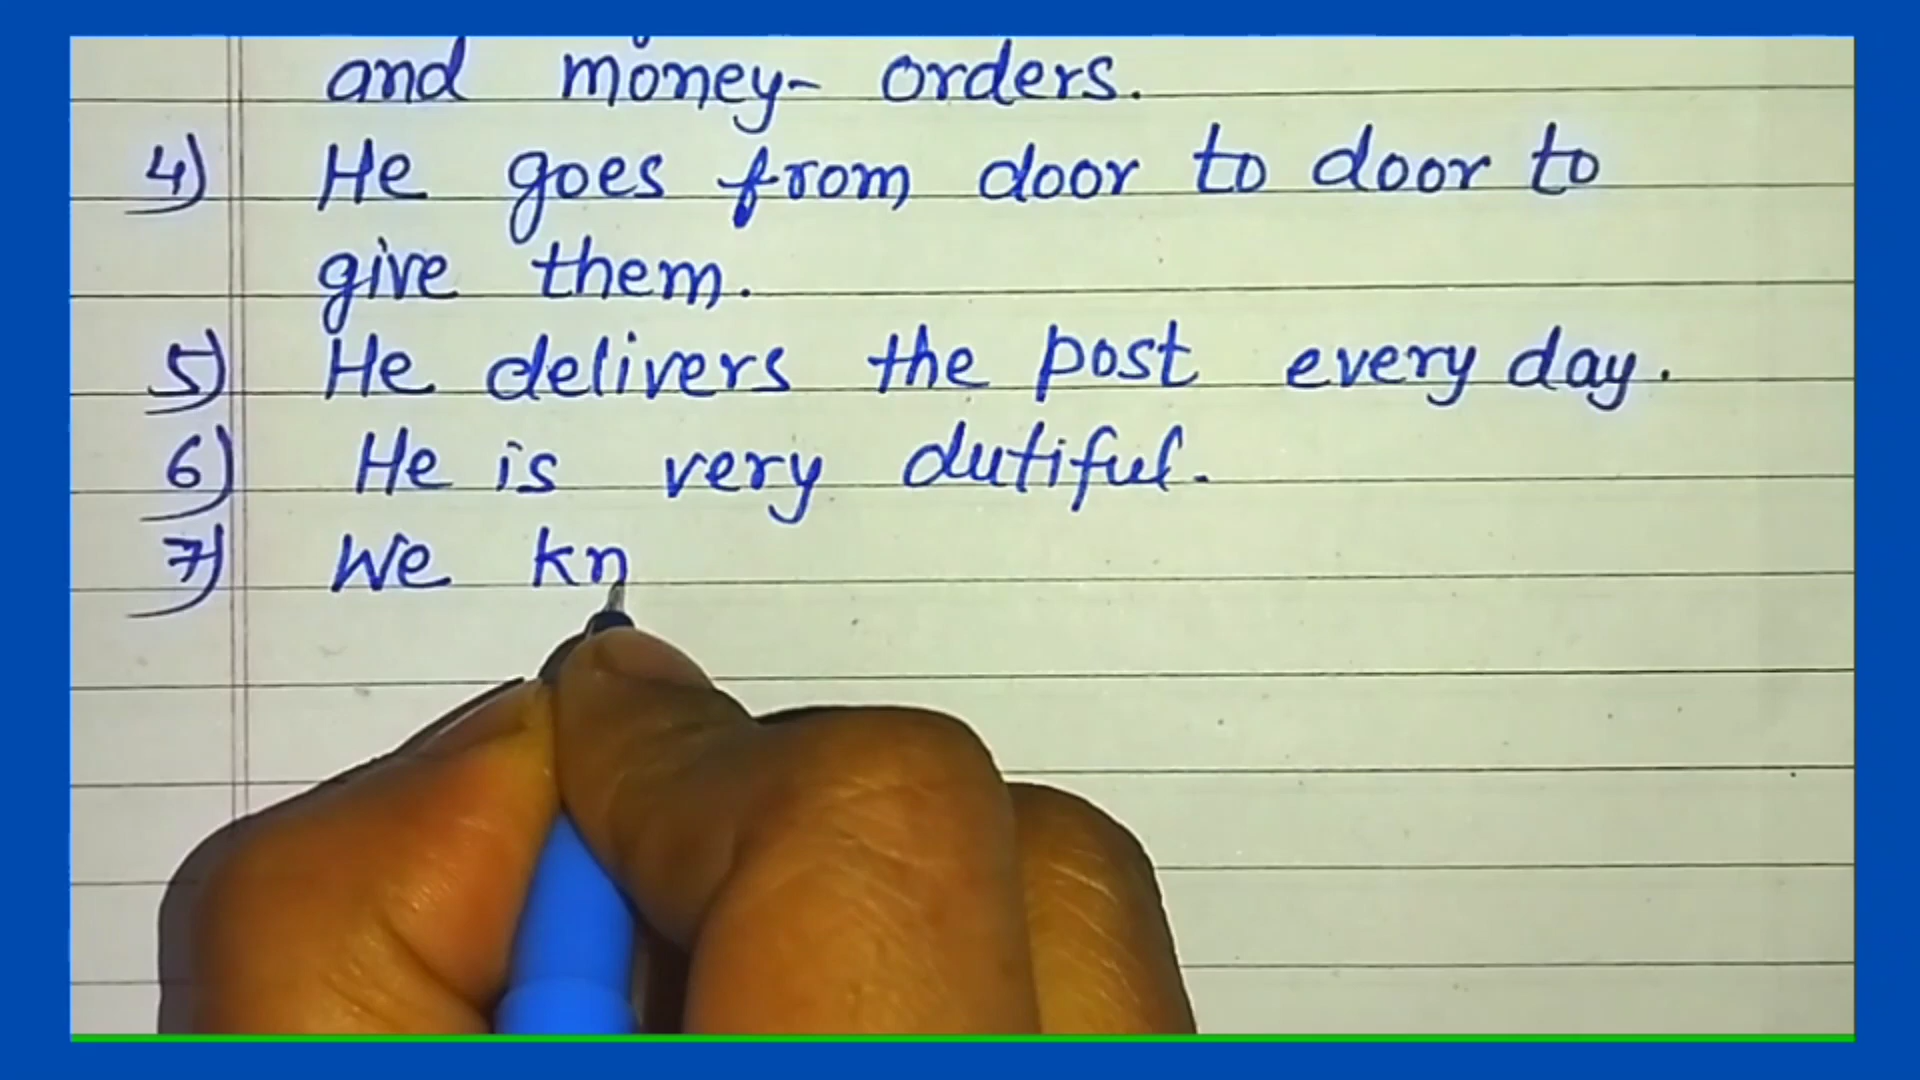 and money- orders.
4) He goes from door to door to
give them.
5) He delivers the post every day.
6) He is very dutiful.
7) We kn